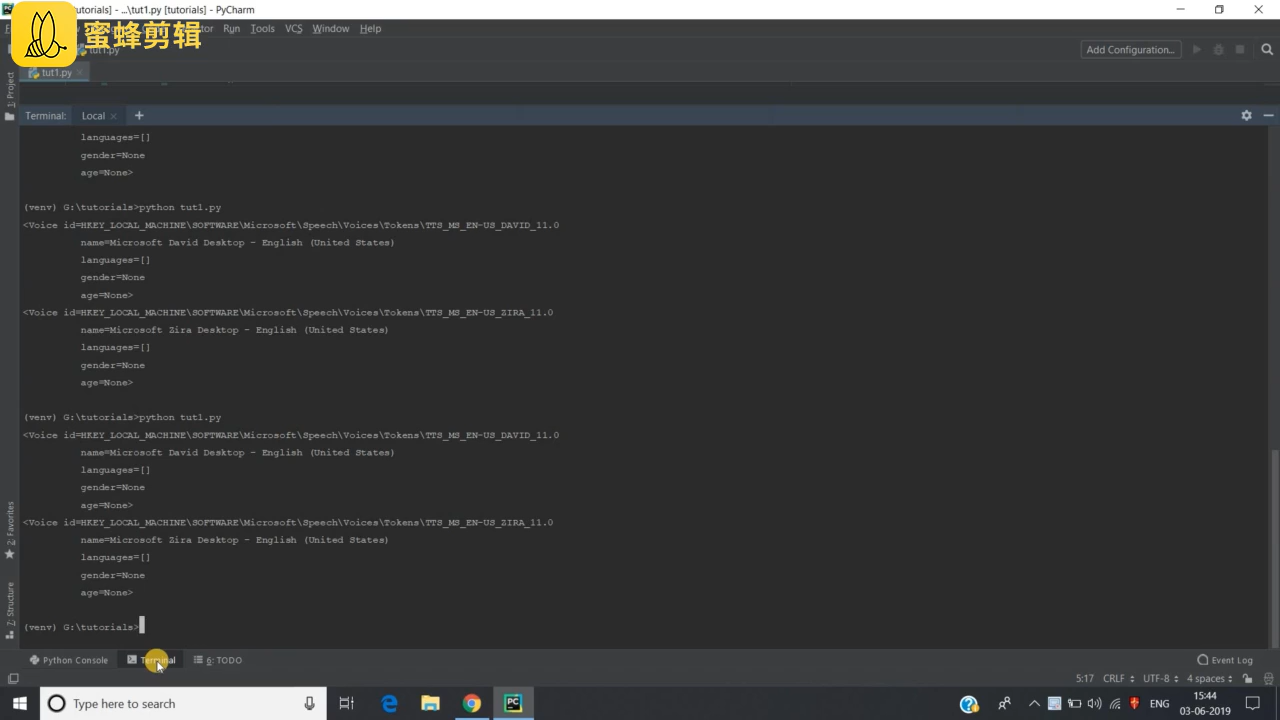 [tutorials] - ...\tut1.py [tutorials] - PyCharm
蜜蜂剪辑
Run Tools VCS Window Help
tut1.py
Add Configuration...
tut1.py
1: Project
Terminal: Local
languages=[]
gender=None
age=None>
(venv) G:\tutorials>python tut1.py
<Voice id=HKEY_LOCAL_MACHINE\SOFTWARE\Microsoft\Speech\Voices\Tokens\TTS_MS_EN-US_DAVID_11.0
name=Microsoft David Desktop - English (United States)
languages=[]
gender=None
age=None>
<Voice id=HKEY_LOCAL_MACHINE\SOFTWARE\Microsoft\Speech\Voices\Tokens\TTS_MS_EN-US_ZIRA_11.0
name=Microsoft Zira Desktop - English (United States)
languages=[]
gender=None
age=None>
(venv) G:\tutorials>python tut1.py
<Voice id=HKEY_LOCAL_MACHINE\SOFTWARE\Microsoft\Speech\Voices\Tokens\TTS_MS_EN-US_DAVID_11.0
name=Microsoft David Desktop - English (United States)
languages=[]
gender=None
age=None>
<Voice id=HKEY_LOCAL_MACHINE\SOFTWARE\Microsoft\Speech\Voices\Tokens\TTS_MS_EN-US_ZIRA_11.0
name=Microsoft Zira Desktop - English (United States)
languages=[]
gender=None
age=None>
(venv) G:\tutorials>
2: Favorites
7: Structure
Python Console Terminal 6: TODO Event Log
5:17 CRLF UTF-8 4 spaces
Type here to search
ENG
15:44
03-06-2019